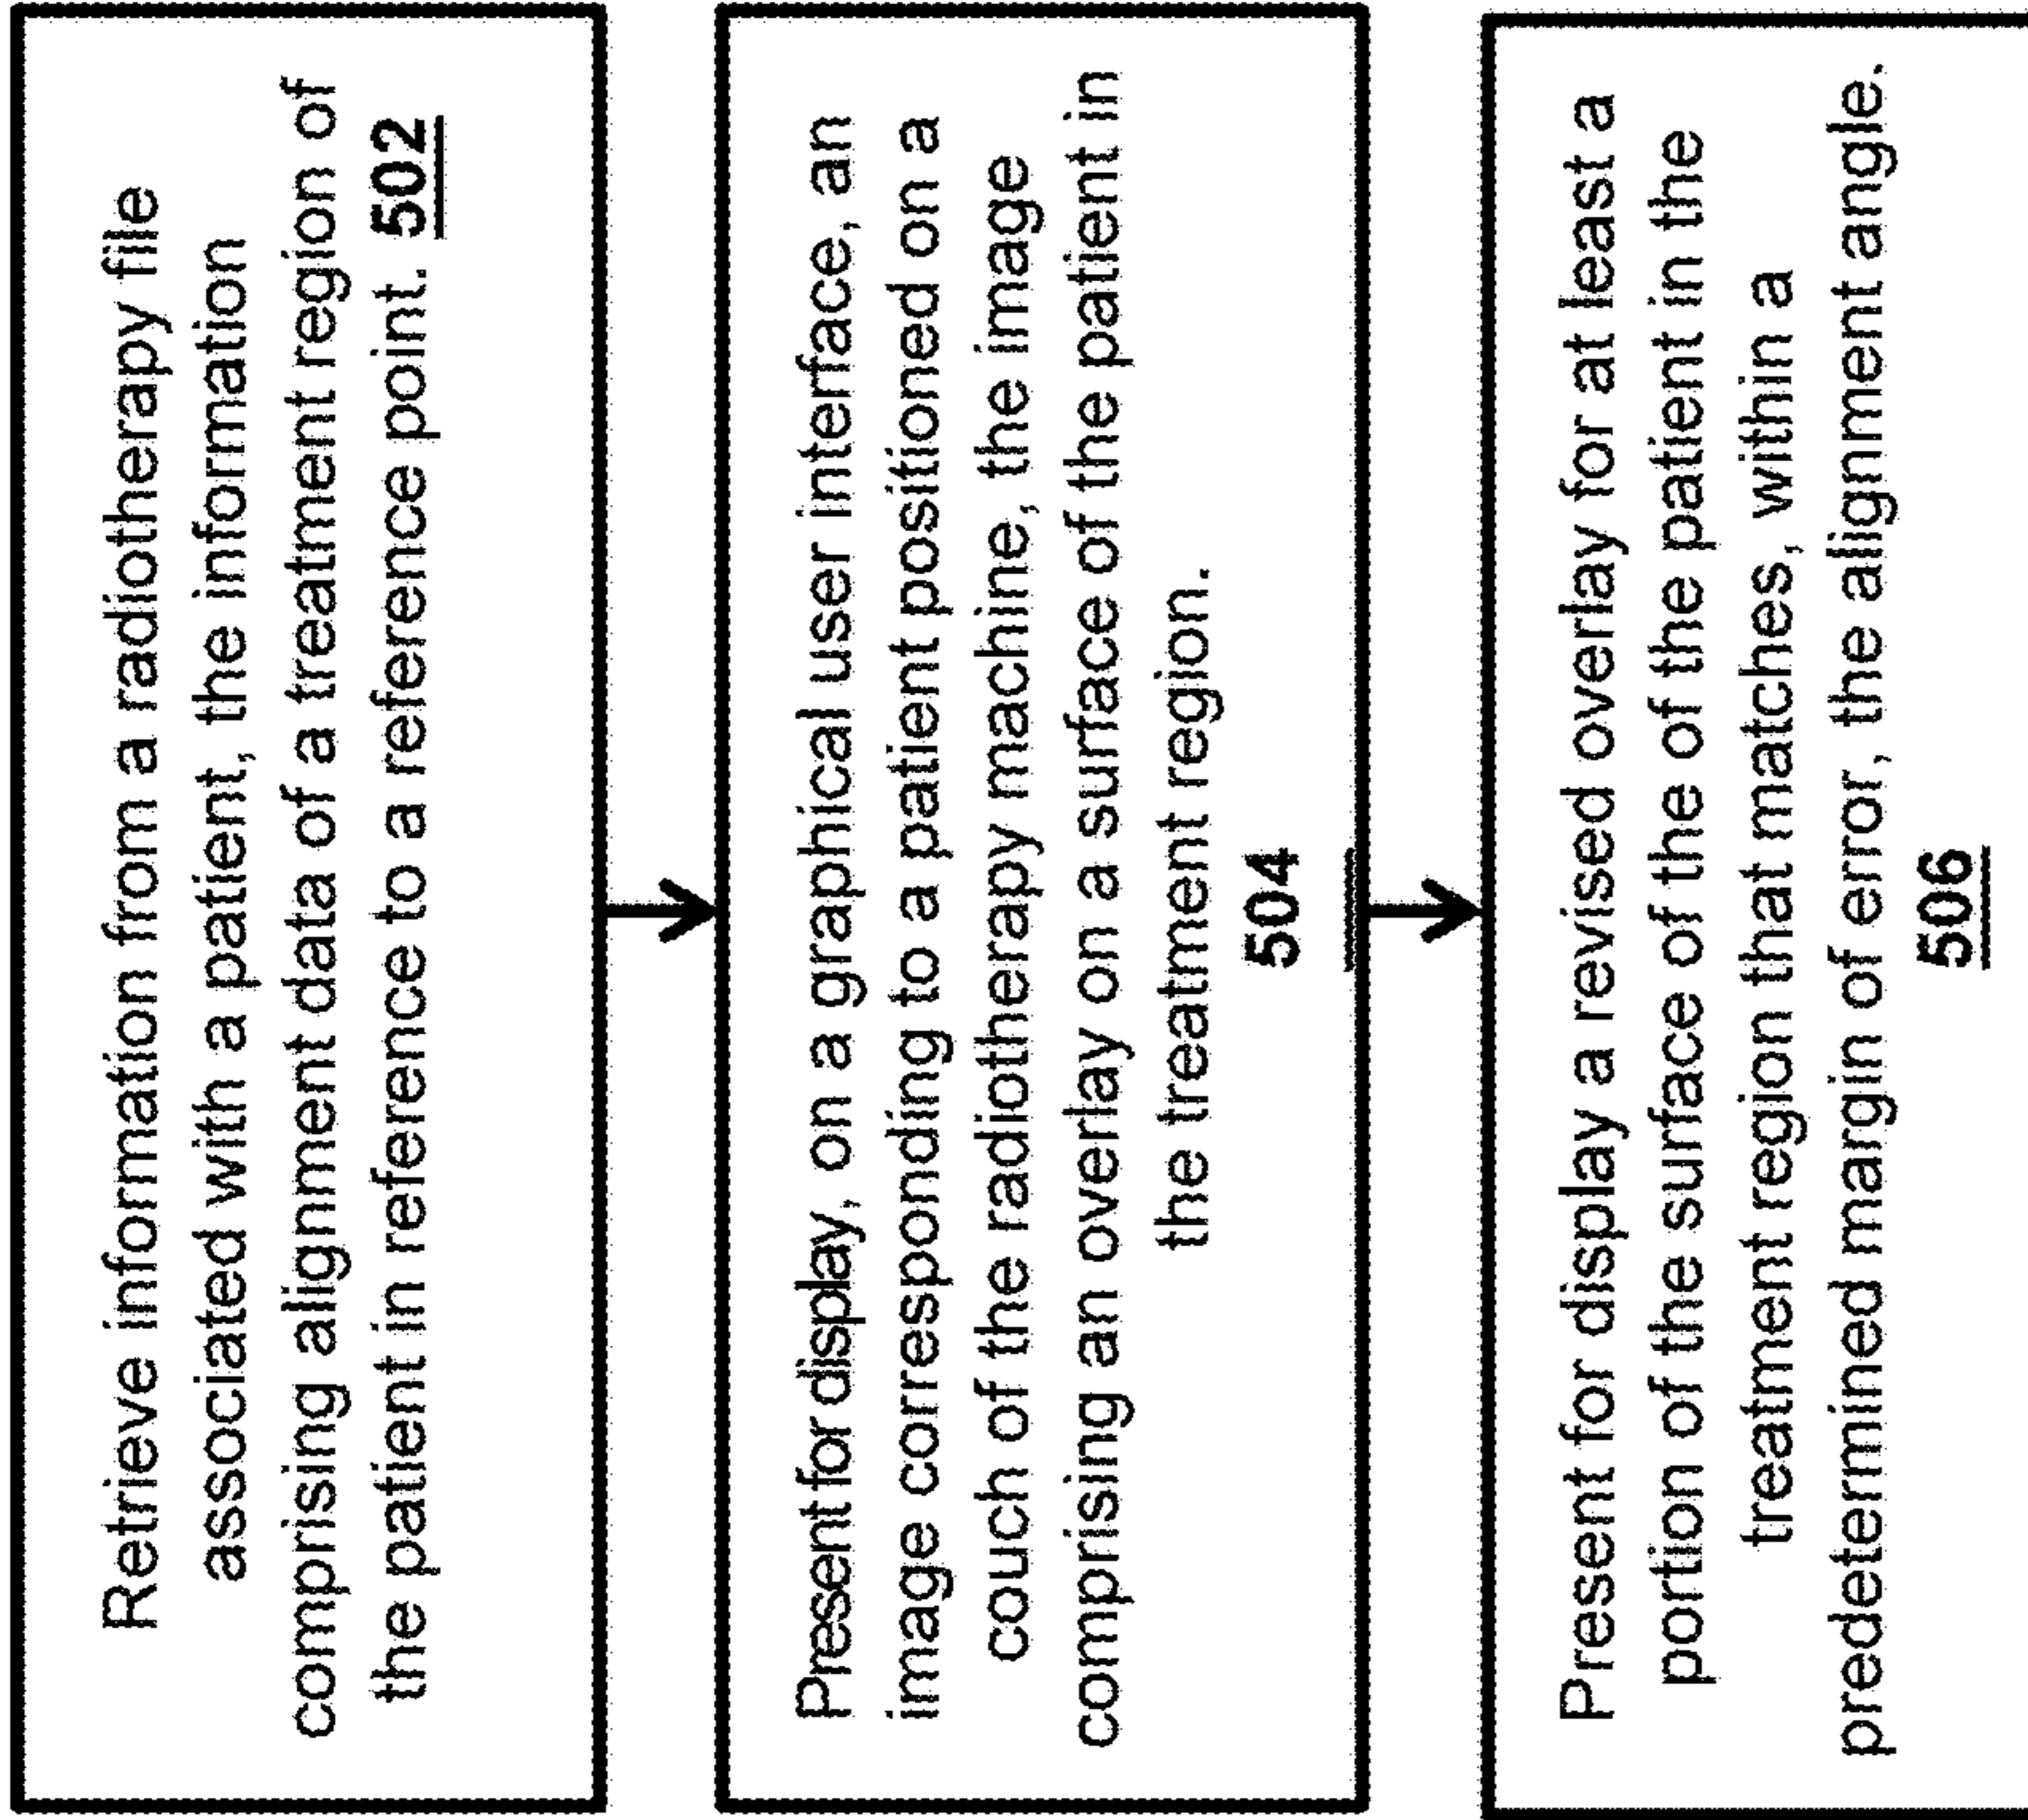 Retrieve information from a radiotherapy file
associated with a patient, the information
comprising alignment data of a treatment region of
the patient in reference to a reference point. 502
Present for display, on a graphical user interface, an
image corresponding to a patient positioned on a
couch of the radiotherapy machine, the image
comprising an overlay on a surface of the patient in
the treatment region.
504
Present for display a revised overlay for at least a
portion of the surface of the of the patient in the
treatment region that matches, within a
predetermined margin of error, the alignment angle.
506